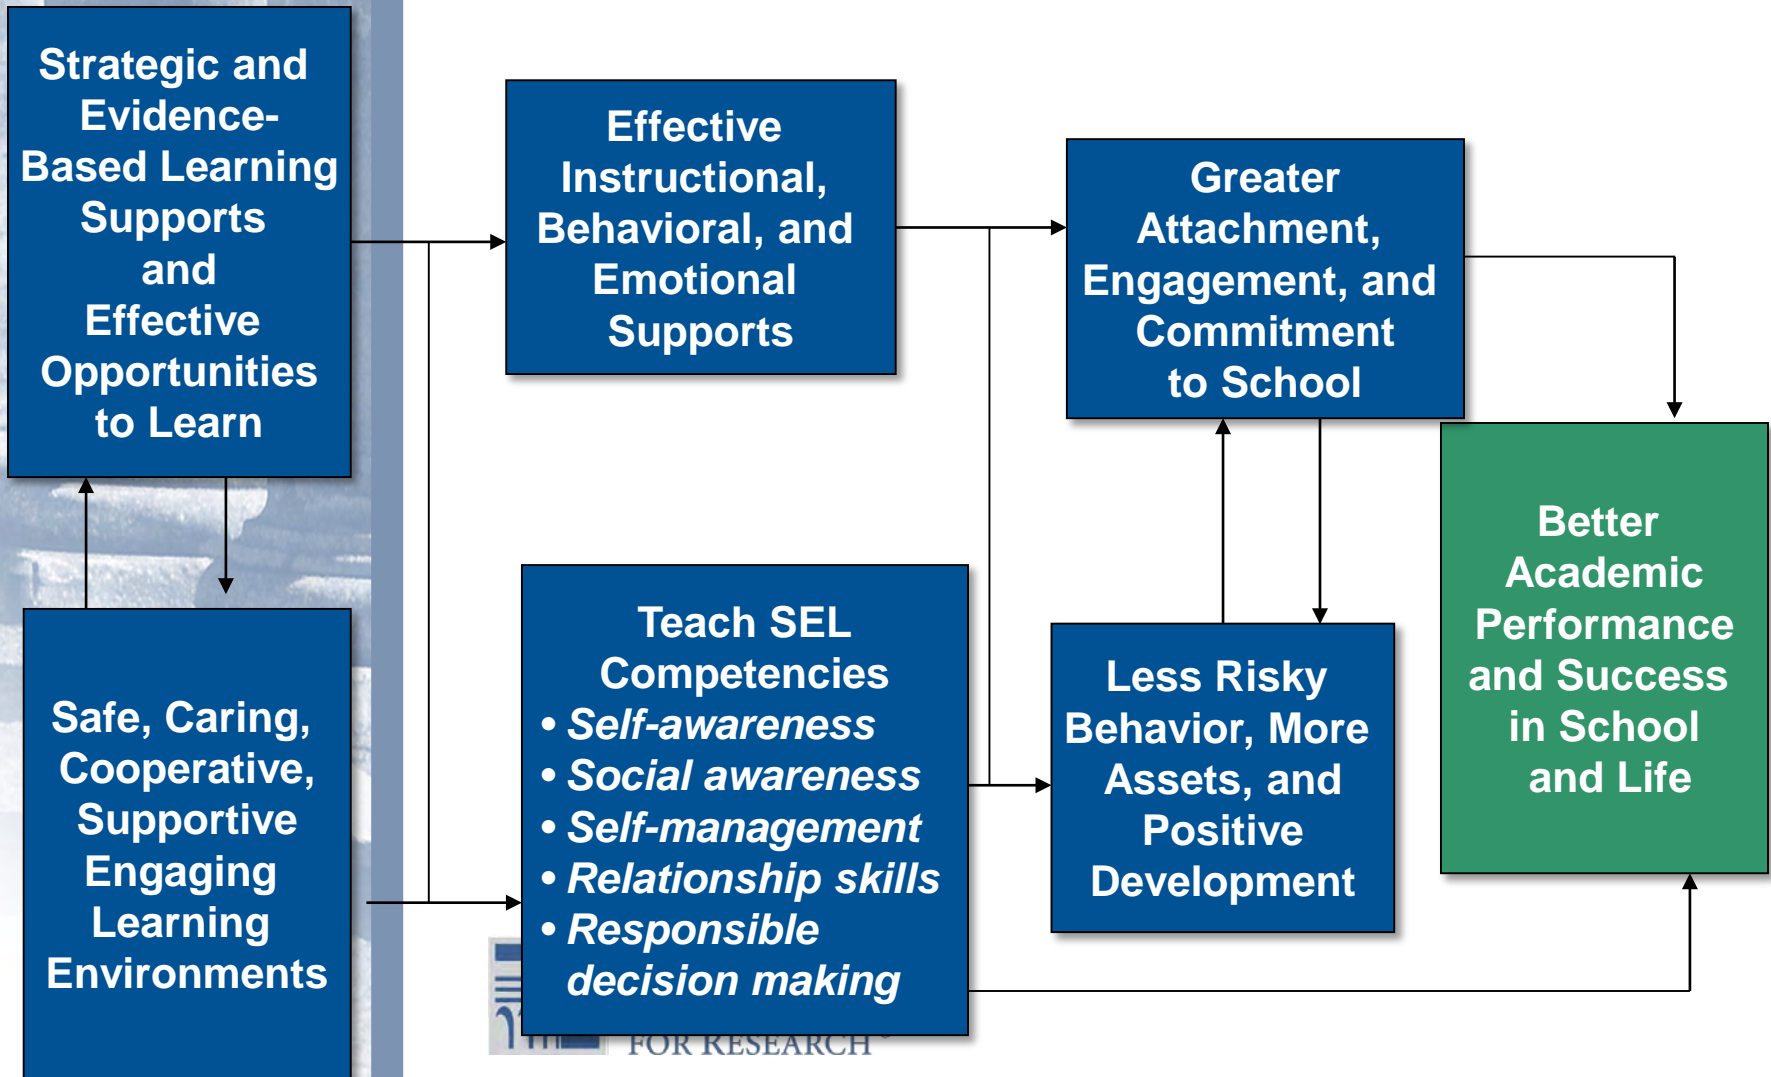 Strategic and
Evidence-
Based Learning
Supports
and
Effective
Opportunities
to Learn
Safe, Caring,
Cooperative,
Supportive
Engaging
Learning
Environments
Effective
Instructional,
Behavioral, and
Emotional
Supports
Teach SEL
Competencies
• Self-awareness
• Social awareness
• Self-management
• Relationship skills
• Responsible
decision making
Greater
Attachment,
Engagement, and
Commitment
to School
Less Risky
Behavior, More
Assets, and
Positive
Development
Better
Academic
Performance
and Success
in School
and Life
FOR RESEARCH